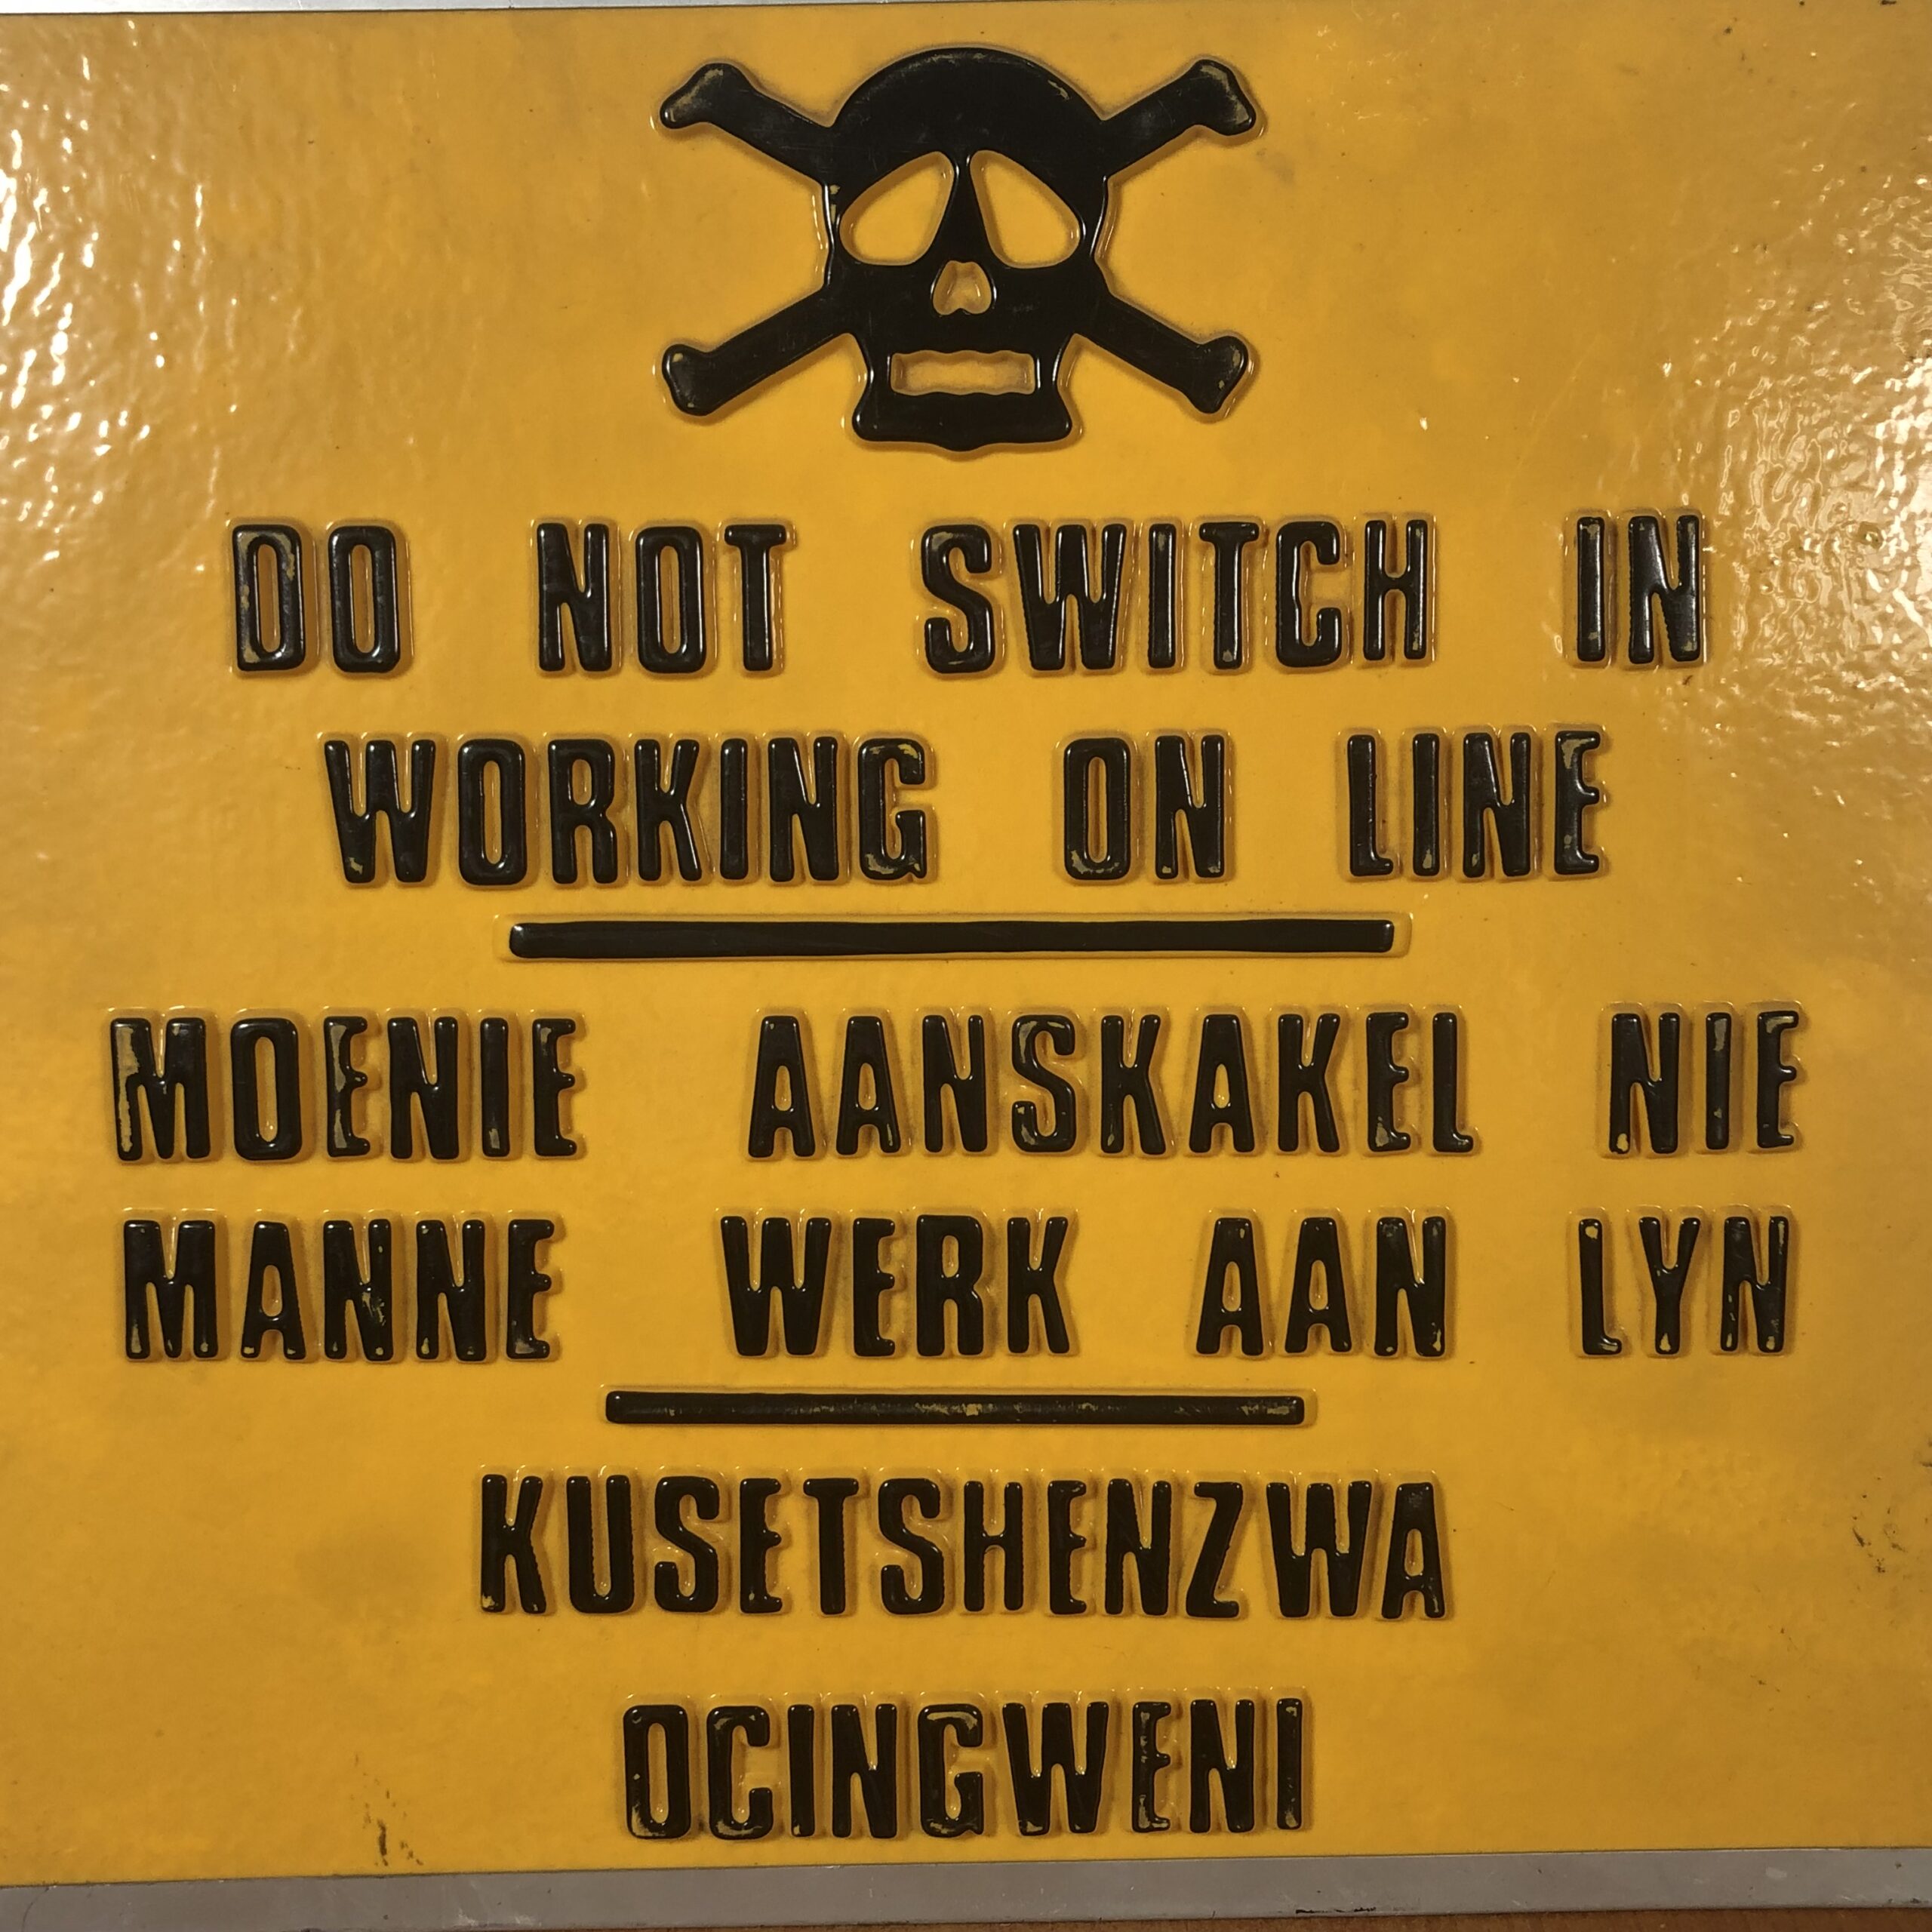 DO NOT SWITCH IN
WORKING ON LINE
MOENIE AANSKAKEL NIE
MANNE WERK AAN LYN
KUSETSHENZWA
OCINGWENI